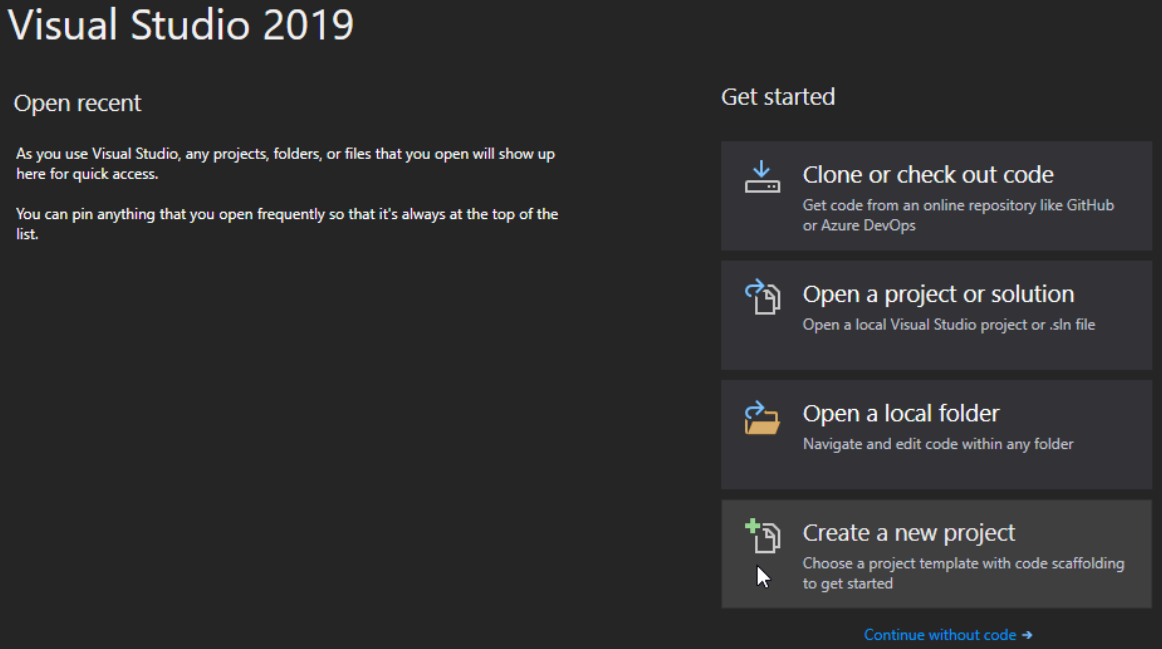 Visual Studio 2019
Open recent
As you use Visual Studio, any projects, folders, or files that you open will show up
here for quick access.
You can pin anything that you open frequently so that it's always at the top of the
list.
Get started
Clone or check out code
Get code from an online repository like GitHub
or Azure DevOps
Open a project or solution
Open a local Visual Studio project or .sln file
Open a local folder
Navigate and edit code within any folder
Create a new project
Choose a project template with code scaffolding
to get started
Continue without code →